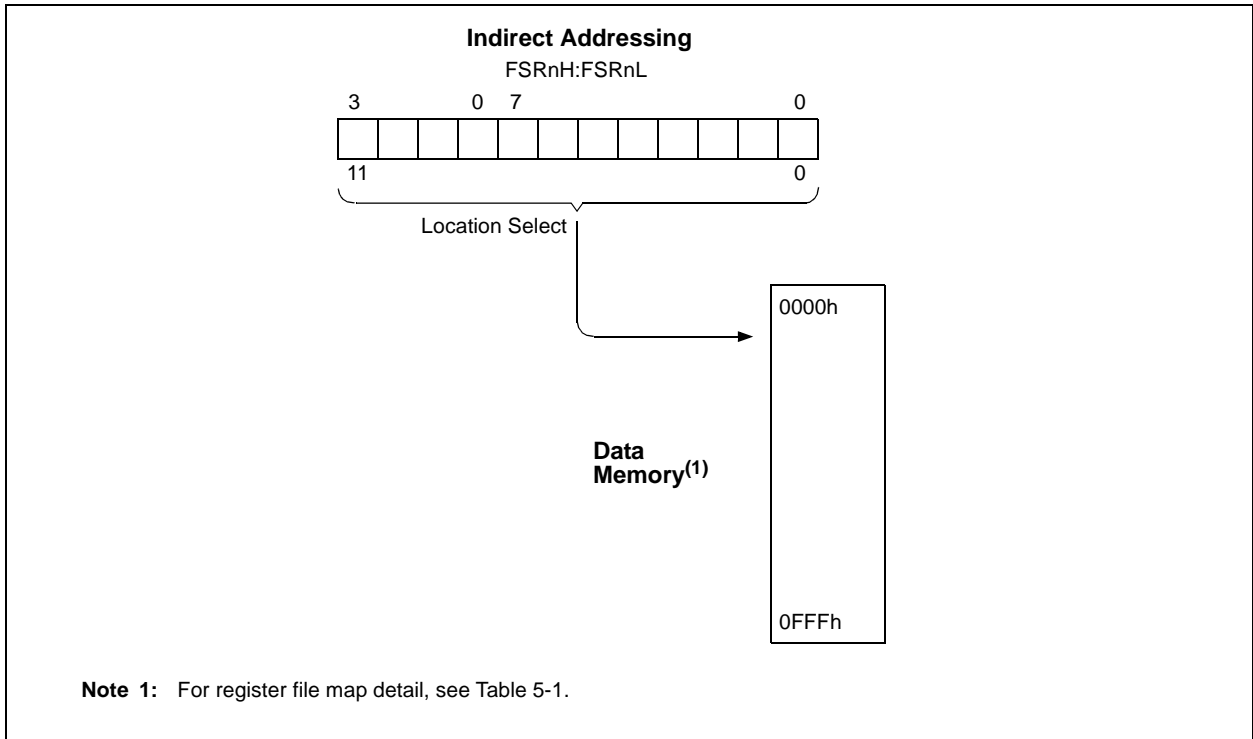 Indirect Addressing
FSRnH:FSRnL
3 0 7 0
11 0
Location Select
0000h
Data
Memory(1)
0FFFh
Note 1: For register file map detail, see Table 5-1.